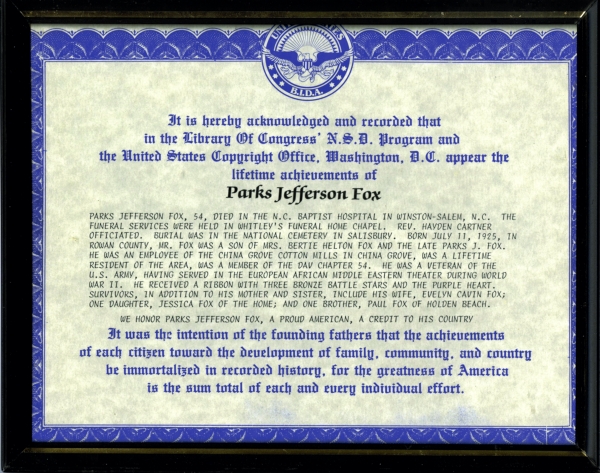 UNITED STATES
B.I.D.A.
It is hereby acknowledged and recorded that
in the Library Of Congress' N.S.D. Program and
the United States Copyright Office, Washington, D.C. appear the
lifetime achievements of
Parks Jefferson Fox
PARKS JEFFERSON FOX, 54, DIED IN THE N.C. BAPTIST HOSPITAL IN WINSTON-SALEM, N.C. THE
FUNERAL SERVICES WERE HELD IN WHITLEY'S FUNERAL HOME CHAPEL. REV. HAYDEN CARTNER
OFFICIATED. BURIAL WAS IN THE NATIONAL CEMETERY IN SALISBURY. BORN JULY 11, 1925, IN
ROWAN COUNTY, MR. FOX WAS A SON OF MRS. BERTIE HELTON FOX AND THE LATE PARKS J. FOX.
HE WAS AN EMPLOYEE OF THE CHINA GROVE COTTON MILLS IN CHINA GROVE, WAS A LIFETIME
RESIDENT OF THE AREA, WAS A MEMBER OF THE DAV CHAPTER 54. HE WAS A VETERAN OF THE
U.S. ARMY, HAVING SERVED IN THE EUROPEAN AFRICAN MIDDLE EASTERN THEATER DURING WORLD
WAR II. HE RECEIVED A RIBBON WITH THREE BRONZE BATTLE STARS AND THE PURPLE HEART.
SURVIVORS, IN ADDITION TO HIS MOTHER AND SISTER, INCLUDE HIS WIFE, EVELYN CAVIN FOX;
ONE DAUGHTER, JESSICA FOX OF THE HOME; AND ONE BROTHER, PAUL FOX OF HOLDEN BEACH.
WE HONOR PARKS JEFFERSON FOX, A PROUD AMERICAN, A CREDIT TO HIS COUNTRY
It was the intention of the founding fathers that the achievements
of each citizen toward the development of family, community, and country
be immortalized in recorded history, for the greatness of America
is the sum total of each and every individual effort.